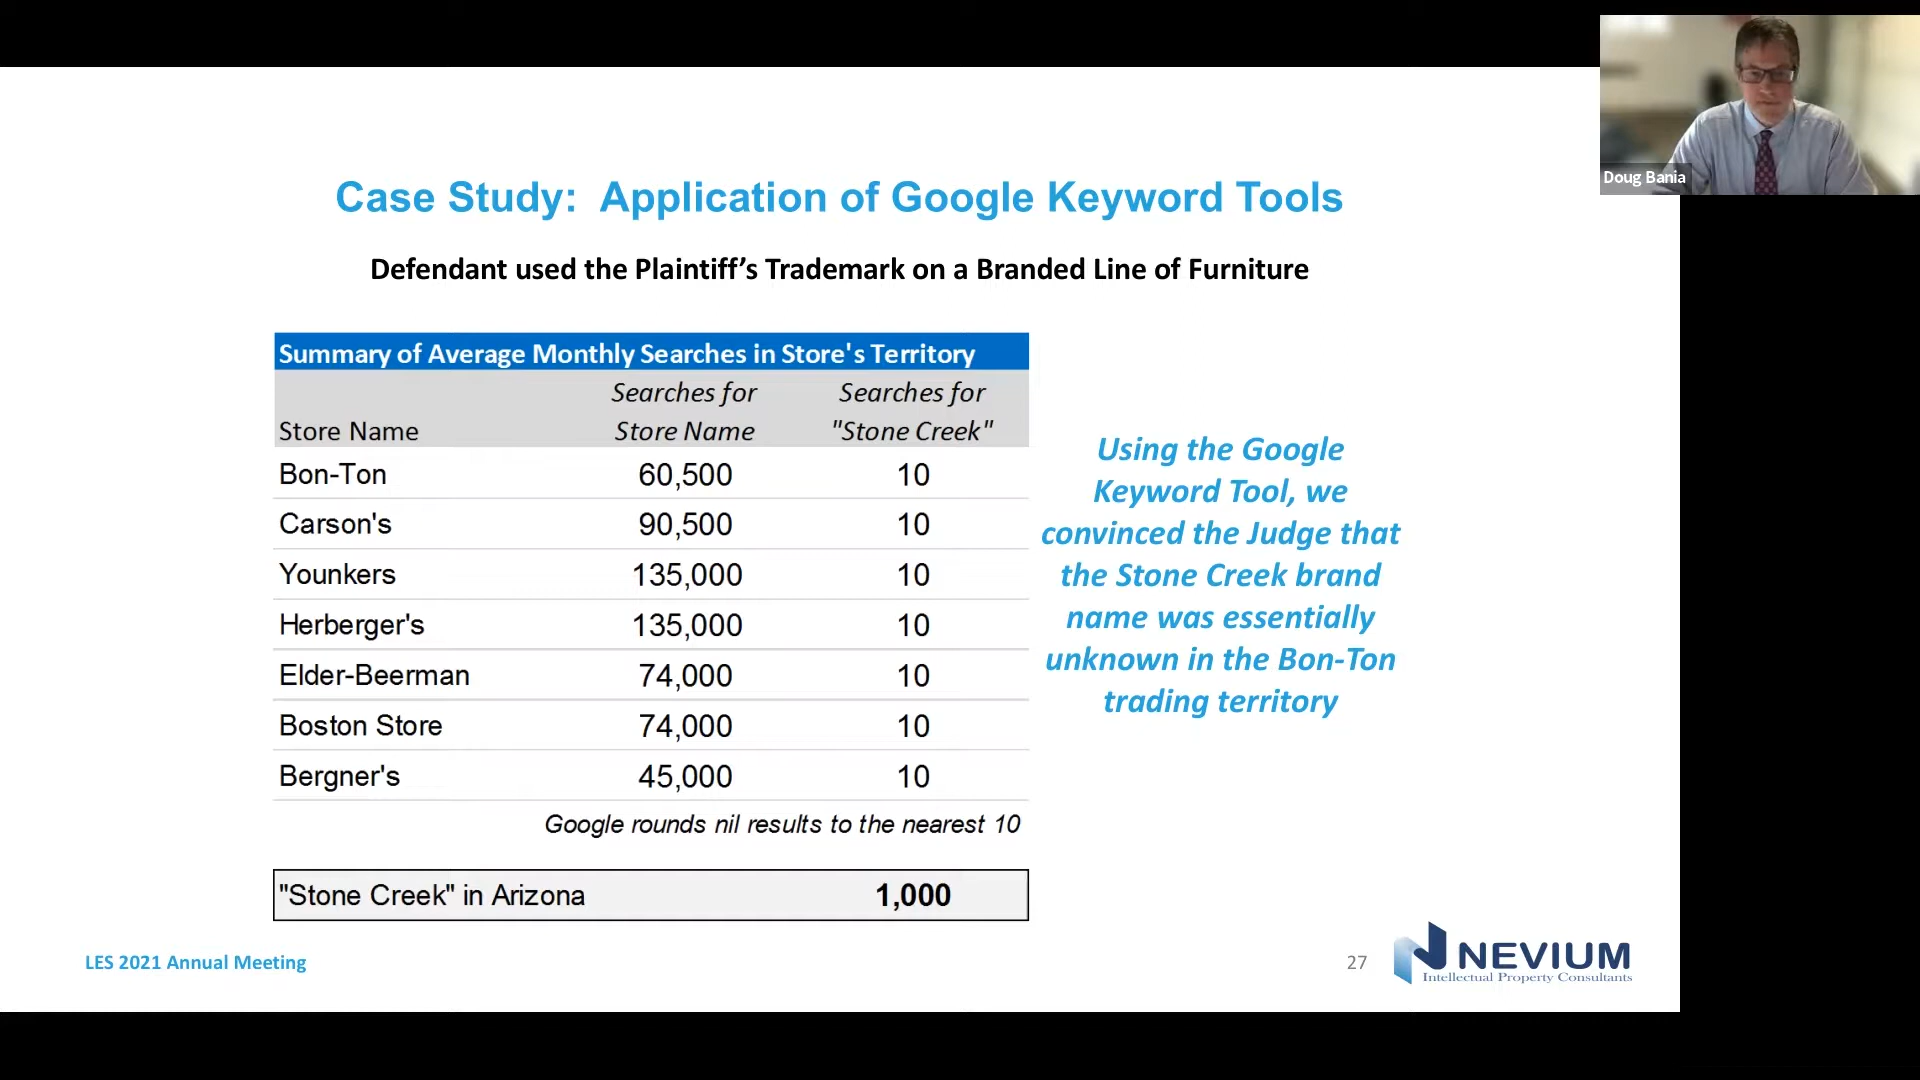 Doug Bania
Case Study: Application of Google Keyword Tools
Defendant used the Plaintiff’s Trademark on a Branded Line of Furniture
Summary of Average Monthly Searches in Store's Territory
Searches for Searches for
Store Name Store Name "Stone Creek"
Bon-Ton 60,500 10
Carson's 90,500 10
Younkers 135,000 10
Herberger's 135,000 10
Elder-Beerman 74,000 10
Boston Store 74,000 10
Bergner's 45,000 10
Google rounds nil results to the nearest 10
"Stone Creek" in Arizona 1,000
Using the Google
Keyword Tool, we
convinced the Judge that
the Stone Creek brand
name was essentially
unknown in the Bon-Ton
trading territory
LES 2021 Annual Meeting
27
NEVIUM
Intellectual Property Consultants